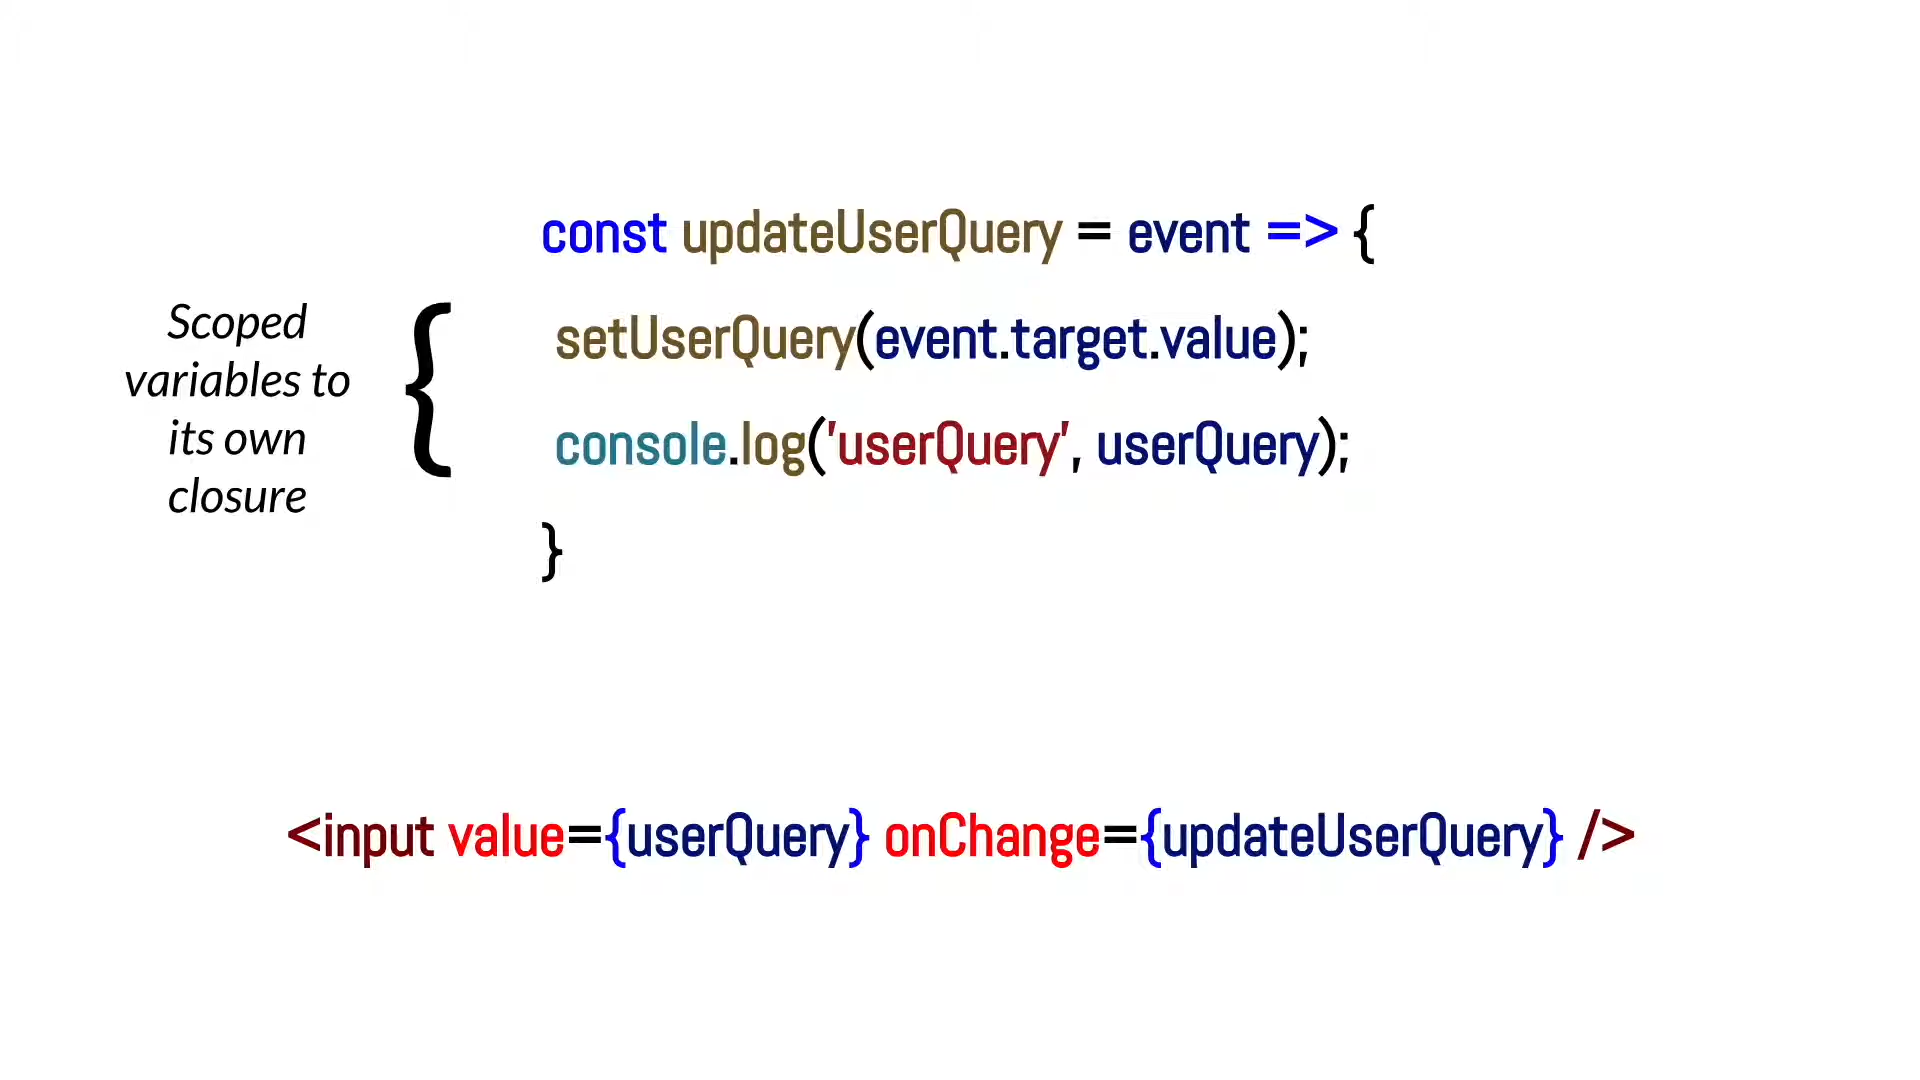 const updateUserQuery = event => {
Scoped
variables to
its own
closure
{
setUserQuery(event.target.value);
console.log('userQuery', userQuery);
}
<input value={userQuery} onChange={updateUserQuery} />